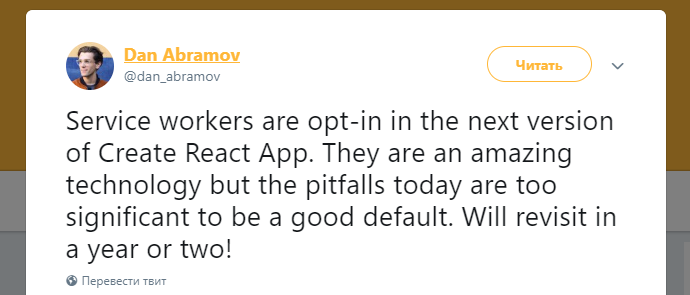 Dan Abramov
@dan_abramov
Читать
Service workers are opt-in in the next version
of Create React App. They are an amazing
technology but the pitfalls today are too
significant to be a good default. Will revisit in
a year or two!
Перевести твит